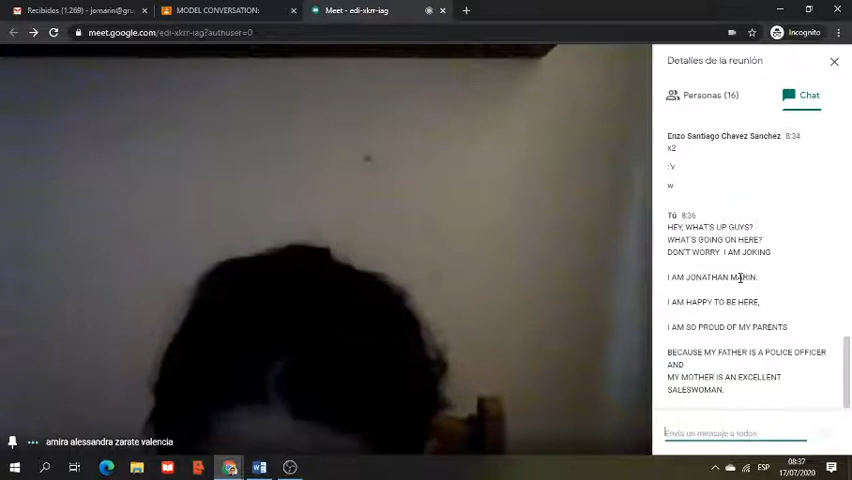 Recibidos (1.269) - jomarin@gru
MODEL CONVERSATION:
Meet - edi-xkrr-iag
meet.google.com/edi-xkrr-iag?authuser=0
Incognito
Detalles de la reunión
Personas (16)
Chat
Enzo Santiago Chavez Sanchez 8:34
x2
:'v
w
Tú 8:36
HEY, WHAT'S UP GUYS?
WHAT'S GOING ON HERE?
DON'T WORRY I AM JOKING
I AM JONATHAN MARIN.
I AM HAPPY TO BE HERE,
I AM SO PROUD OF MY PARENTS
BECAUSE MY FATHER IS A POLICE OFFICER
AND
MY MOTHER IS AN EXCELLENT
SALESWOMAN.
Envía un mensaje a todos
amira alessandra zarate valencia
ESP
08:37
17/07/2020